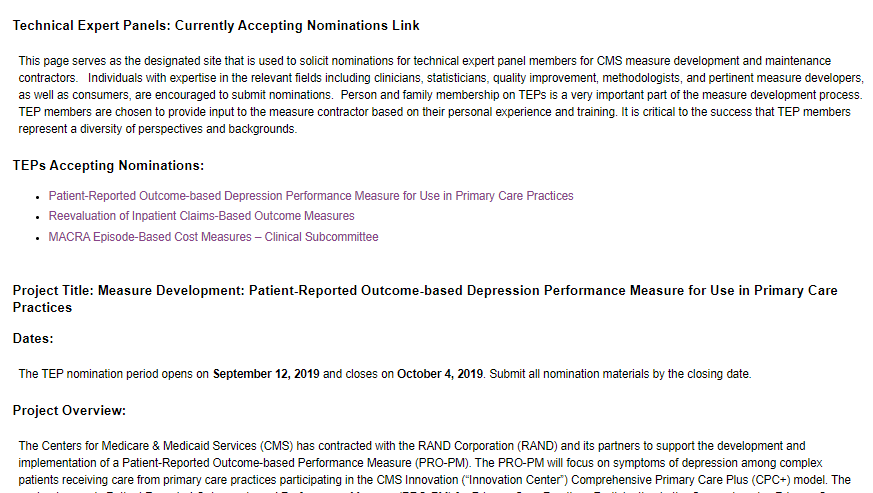 Technical Expert Panels: Currently Accepting Nominations Link
This page serves as the designated site that is used to solicit nominations for technical expert panel members for CMS measure development and maintenance
contractors.   Individuals with expertise in the relevant fields including clinicians, statisticians, quality improvement, methodologists, and pertinent measure developers,
as well as consumers, are encouraged to submit nominations.  Person and family membership on TEPs is a very important part of the measure development process.
TEP members are chosen to provide input to the measure contractor based on their personal experience and training. It is critical to the success that TEP members
represent a diversity of perspectives and backgrounds.
TEPs Accepting Nominations:
• Patient-Reported Outcome-based Depression Performance Measure for Use in Primary Care Practices
• Reevaluation of Inpatient Claims-Based Outcome Measures
• MACRA Episode-Based Cost Measures – Clinical Subcommittee
Project Title: Measure Development: Patient-Reported Outcome-based Depression Performance Measure for Use in Primary Care
Practices
Dates:
The TEP nomination period opens on September 12, 2019 and closes on October 4, 2019. Submit all nomination materials by the closing date.
Project Overview:
The Centers for Medicare & Medicaid Services (CMS) has contracted with the RAND Corporation (RAND) and its partners to support the development and
implementation of a Patient-Reported Outcome-based Performance Measure (PRO-PM). The PRO-PM will focus on symptoms of depression among complex
patients receiving care from primary care practices participating in the CMS Innovation (“Innovation Center”) Comprehensive Primary Care Plus (CPC+) model. The